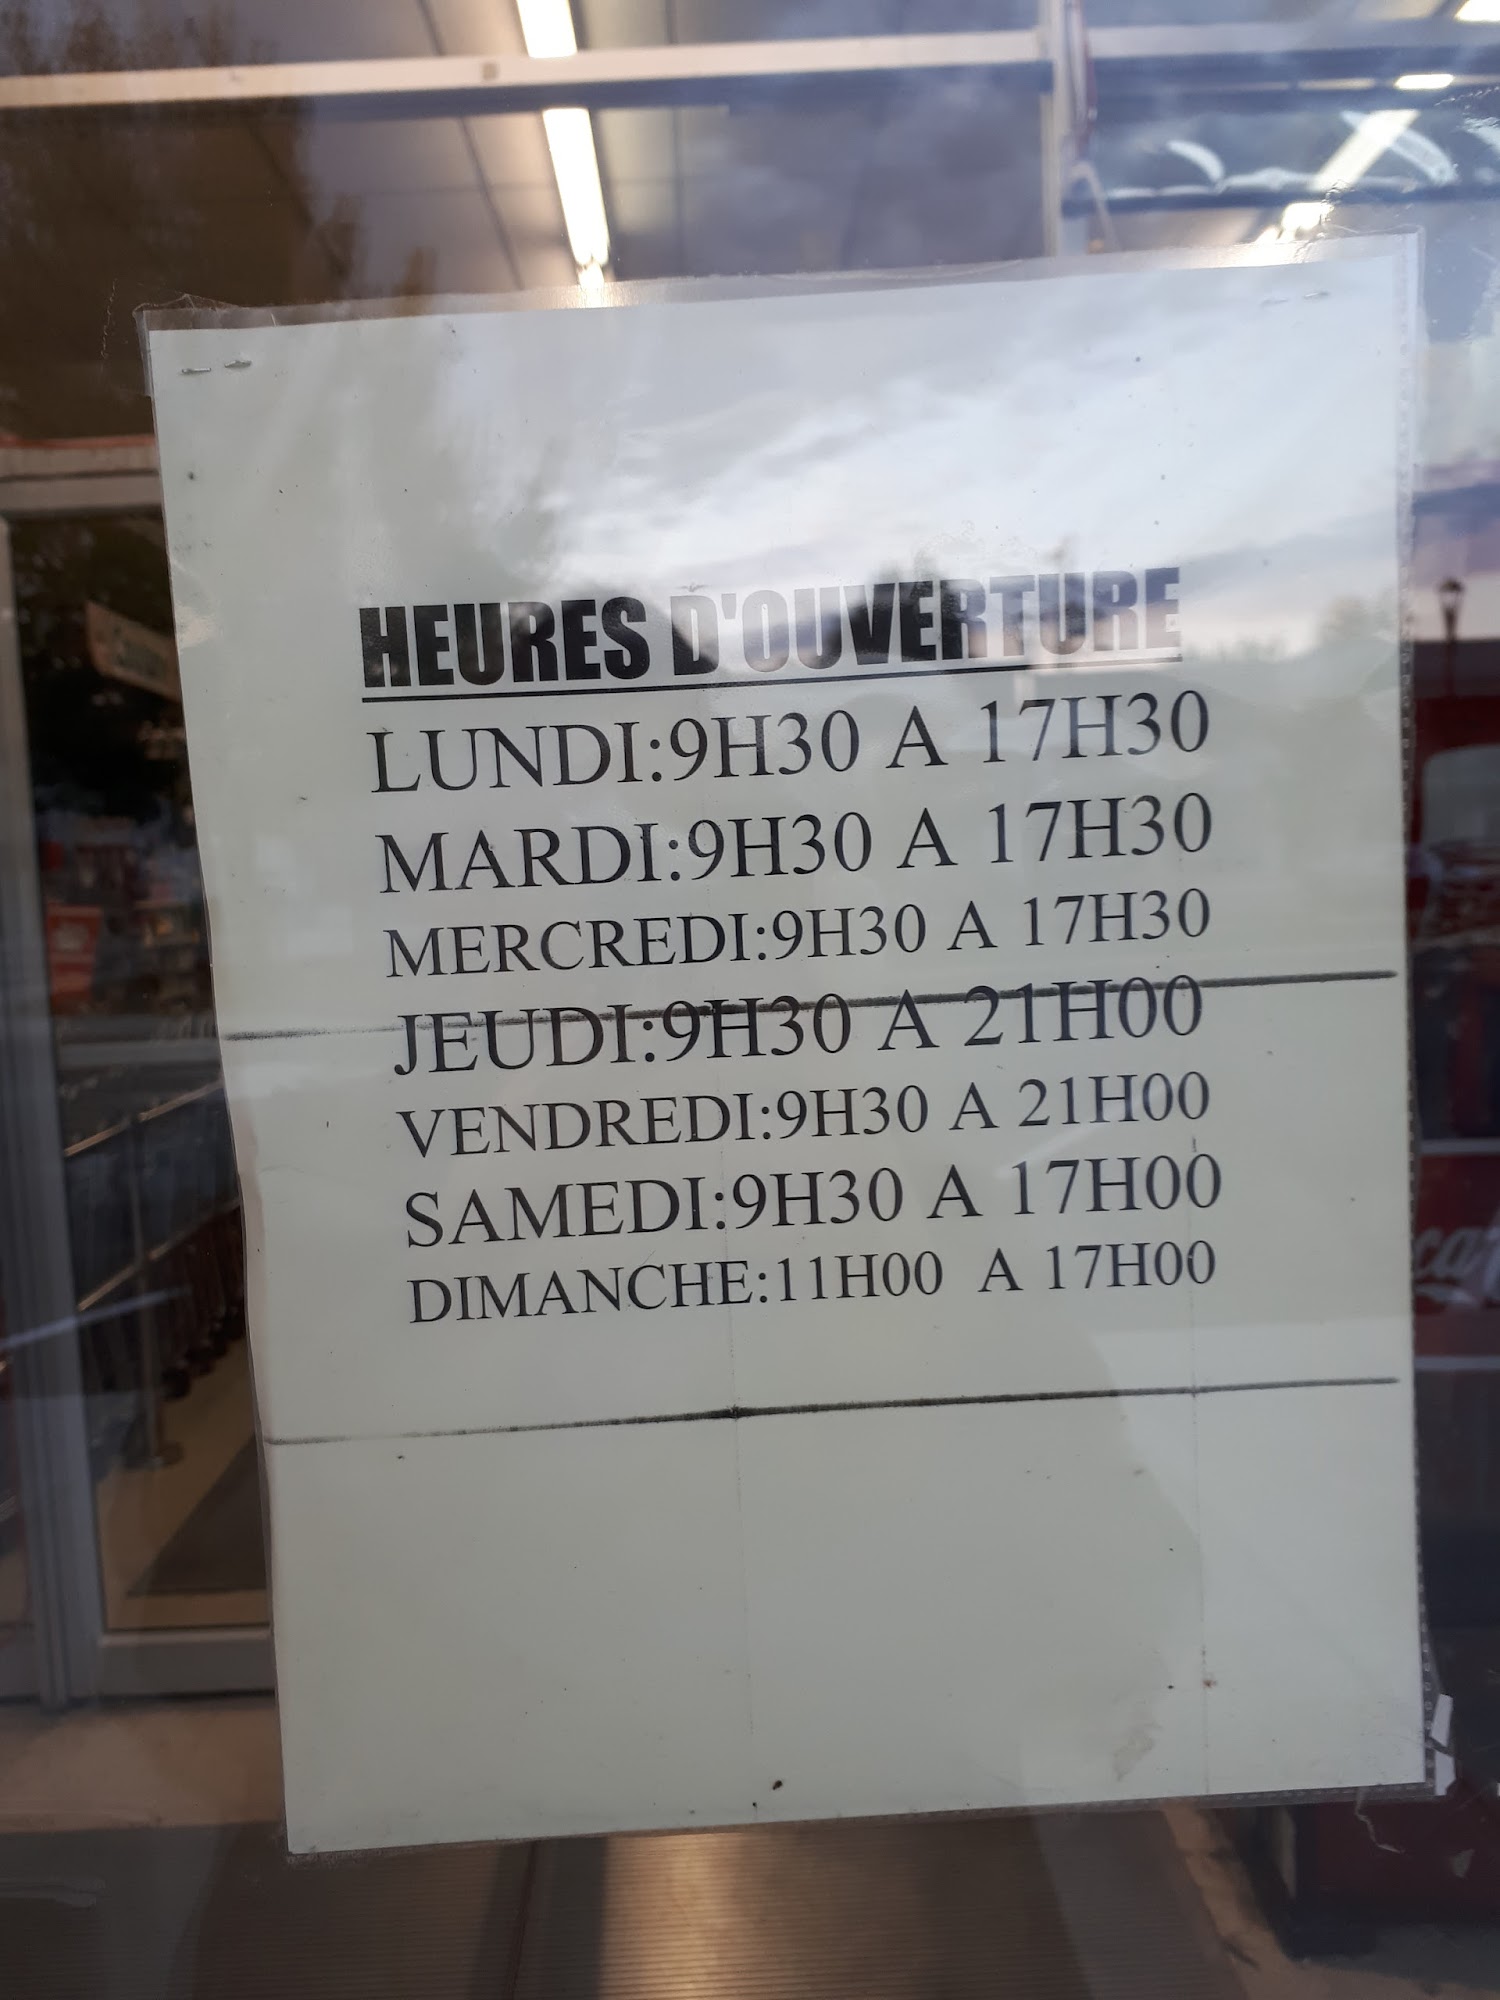 HEURES D'OUVERTURE
LUNDI:9H30 A 17H30
MARDI:9H30 A 17H30
MERCREDI:9H30 A 17H30
JEUDI:9H30 A 21H00
VENDREDI:9H30 A 21H00
SAMEDI:9H30 A 17H00
DIMANCHE:11H00 A 17H00